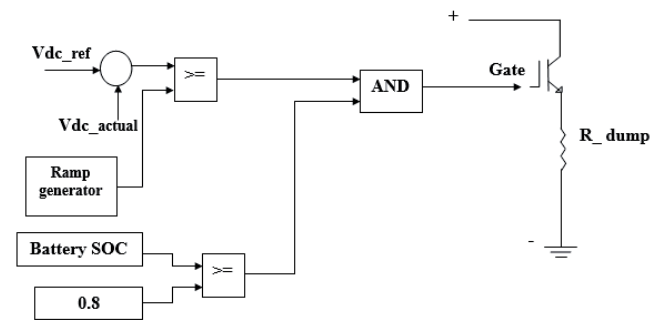 Vdc_ref
>=
Vdc_actual
Ramp
generator
AND
Gate
+
R_ dump
-
Battery SOC
>=
0.8